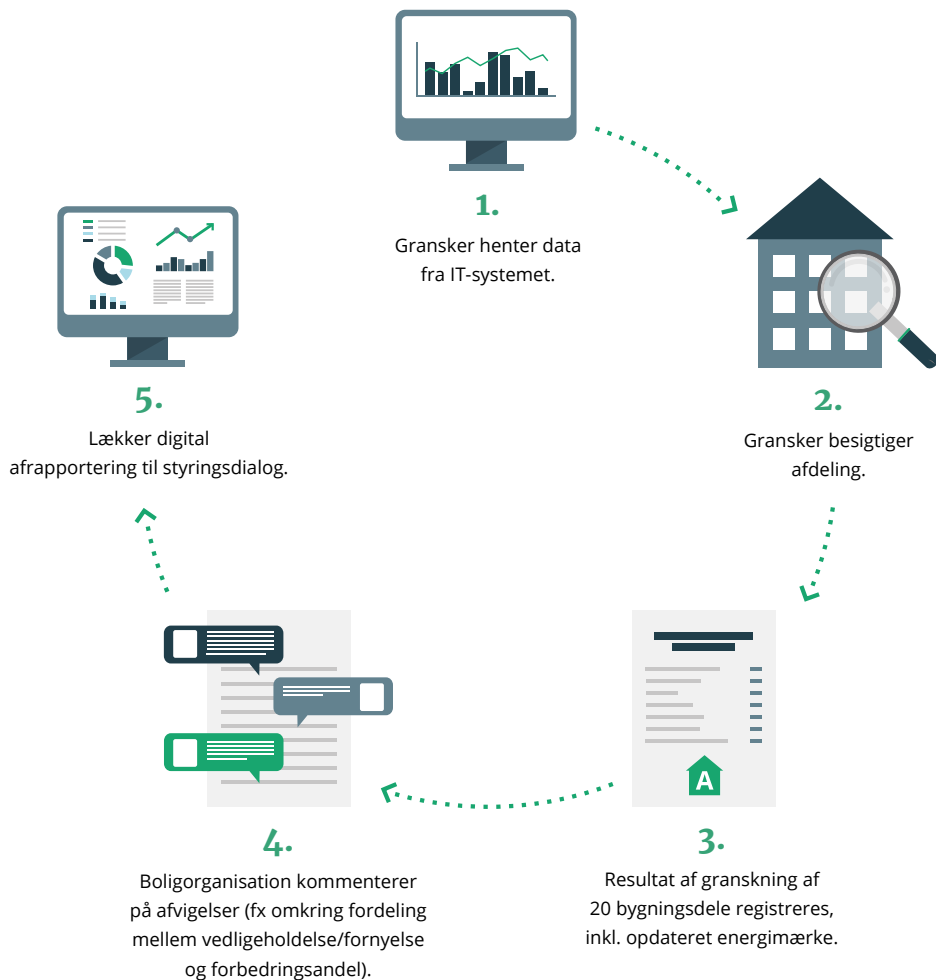 1.
Gransker henter data
fra IT-systemet.
2.
Gransker besigtiger
afdeling.
A
3.
Resultat af granskning af
20 bygningsdele registreres,
inkl. opdateret energimærke.
4.
Boligorganisation kommenterer
på afvigelser (fx omkring fordeling
mellem vedligeholdelse/fornyelse
og forbedringsandel).
5.
Lækker digital
afrapportering til styringsdialog.